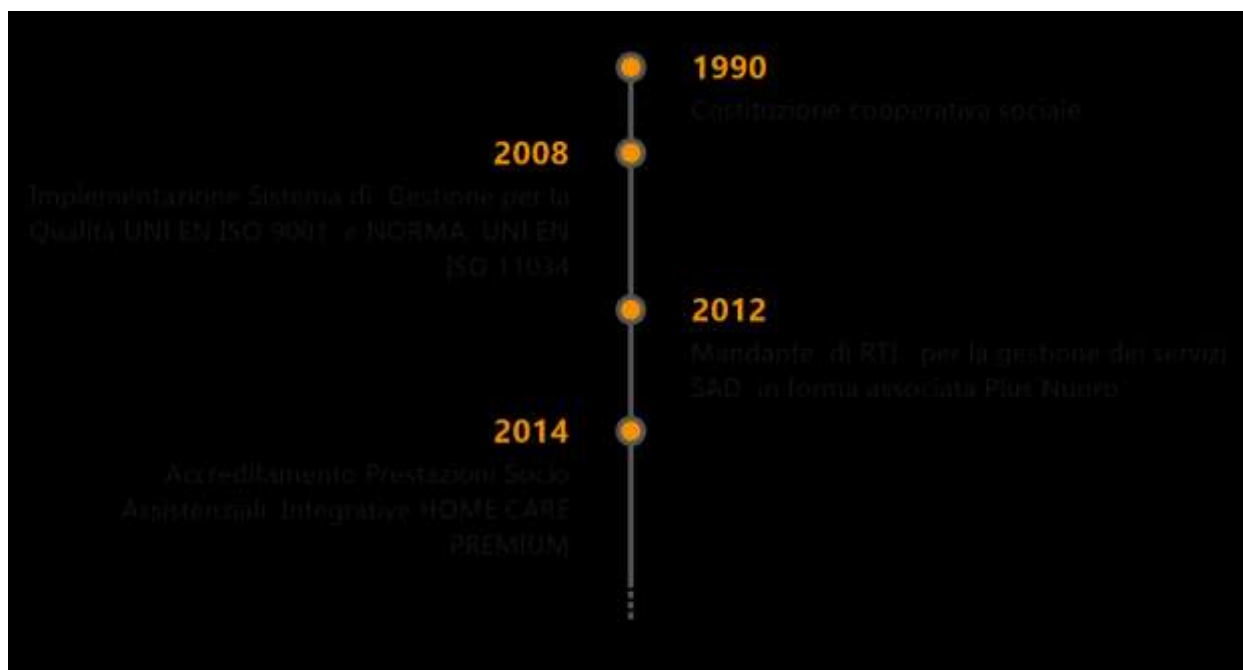 1990
Costituzione cooperativa sociale
2008
Implementazione Sistema di Gestione per la
Qualità UNI EN ISO 9001 e NORMA UNI EN
ISO 11034
2012
Mandante di RTI per la gestione dei servizi
SAD in forma associata Plus Nuoro
2014
Accreditamento Prestazioni Socio
Assistenziali Integrative HOME CARE
PREMIUM